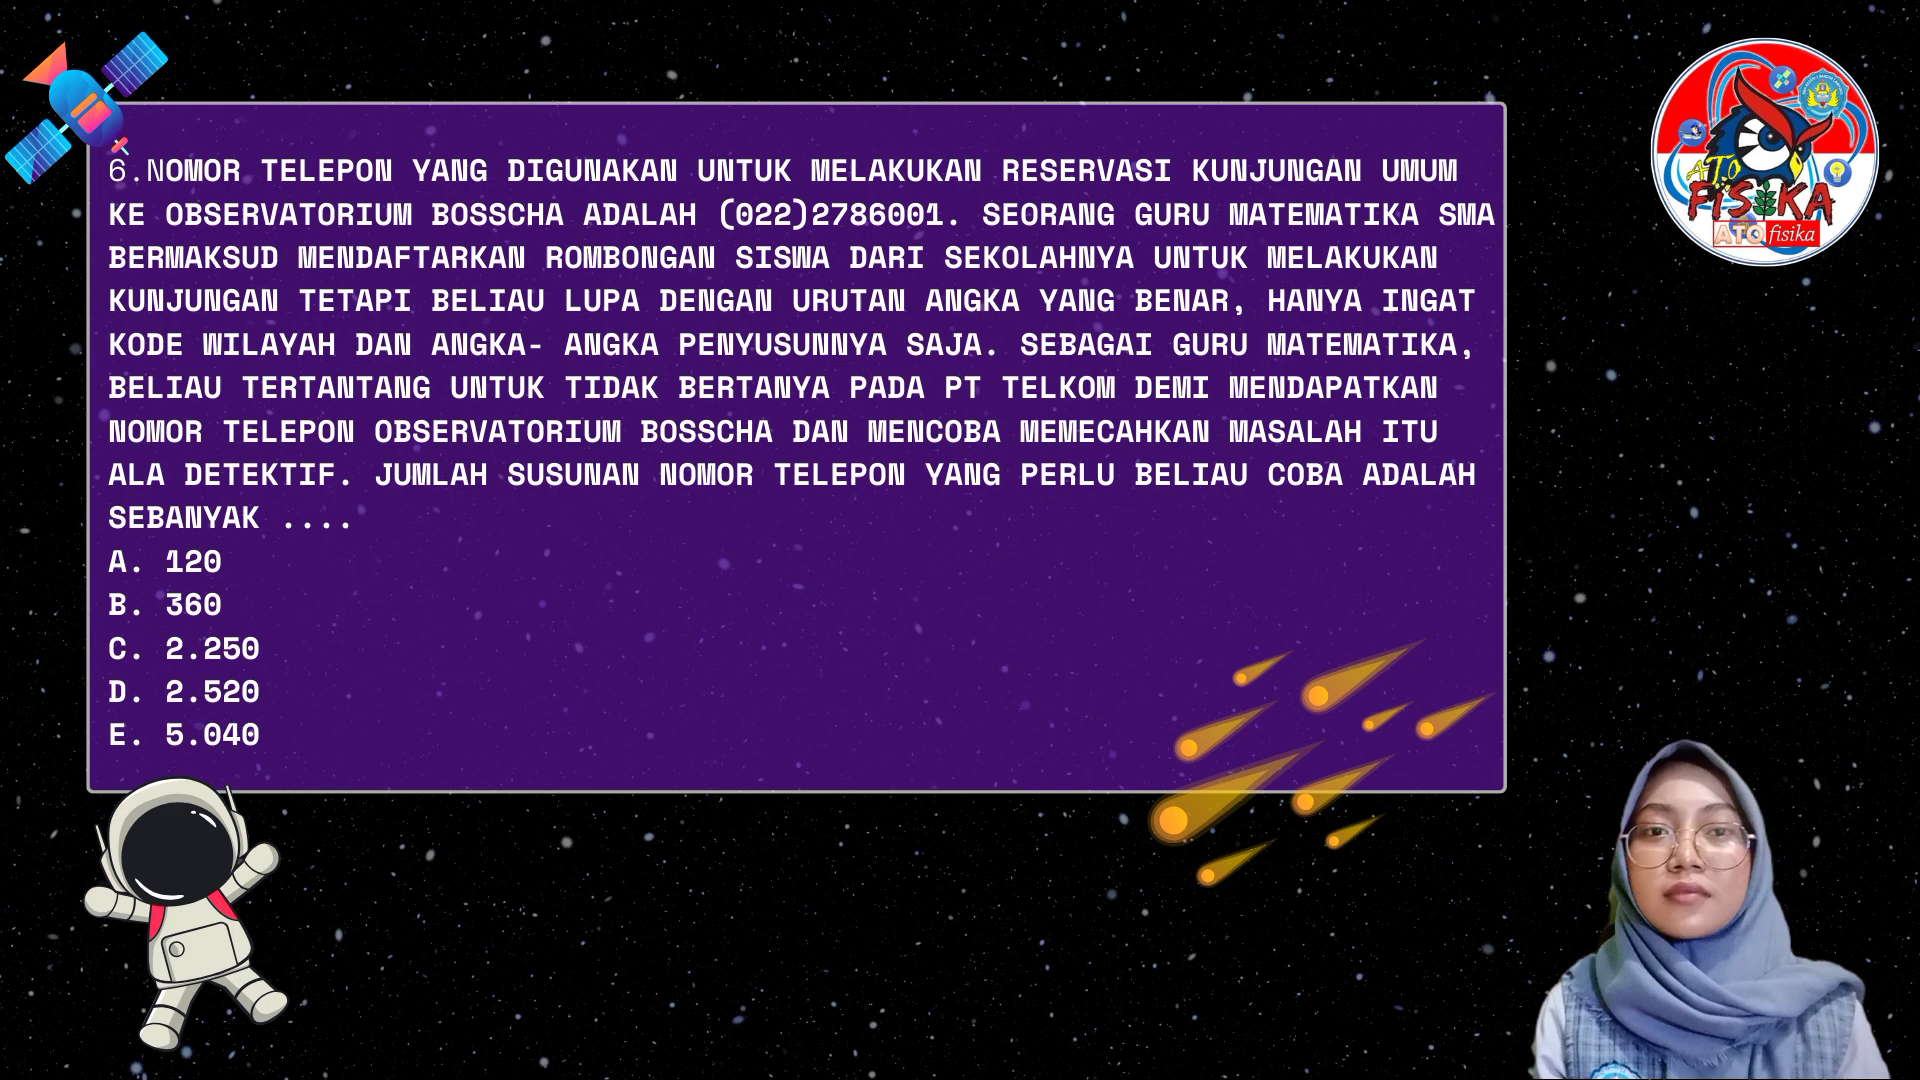 6.NOMOR TELEPON YANG DIGUNAKAN UNTUK MELAKUKAN RESERVASI KUNJUNGAN UMUM
KE OBSERVATORIUM BOSSCHA ADALAH (022)2786001. SEORANG GURU MATEMATIKA SMA
BERMAKSUD MENDAFTARKAN ROMBONGAN SISWA DARI SEKOLAHNYA UNTUK MELAKUKAN
KUNJUNGAN TETAPI BELIAU LUPA DENGAN URUTAN ANGKA YANG BENAR, HANYA INGAT
KODE WILAYAH DAN ANGKA- ANGKA PENYUSUNNYA SAJA. SEBAGAI GURU MATEMATIKA,
BELIAU TERTANTANG UNTUK TIDAK BERTANYA PADA PT TELKOM DEMI MENDAPATKAN
NOMOR TELEPON OBSERVATORIUM BOSSCHA DAN MENCOBA MEMECAHKAN MASALAH ITU
ALA DETEKTIF. JUMLAH SUSUNAN NOMOR TELEPON YANG PERLU BELIAU COBA ADALAH
SEBANYAK ....
A. 120
B. 360
C. 2.250
D. 2.520
E. 5.040
ATO
FISIKA
ATO fisika